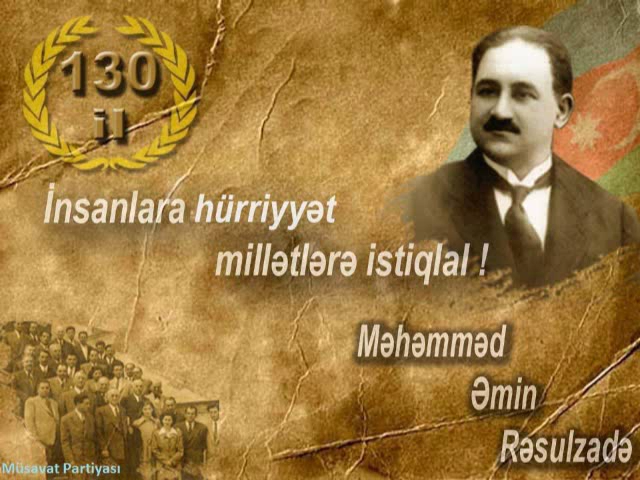 130
il
İnsanlara hürriyyət
millətlərə istiqlal !
Məhəmməd
Əmin
Rəsulzadə
Müsavat Partiyası